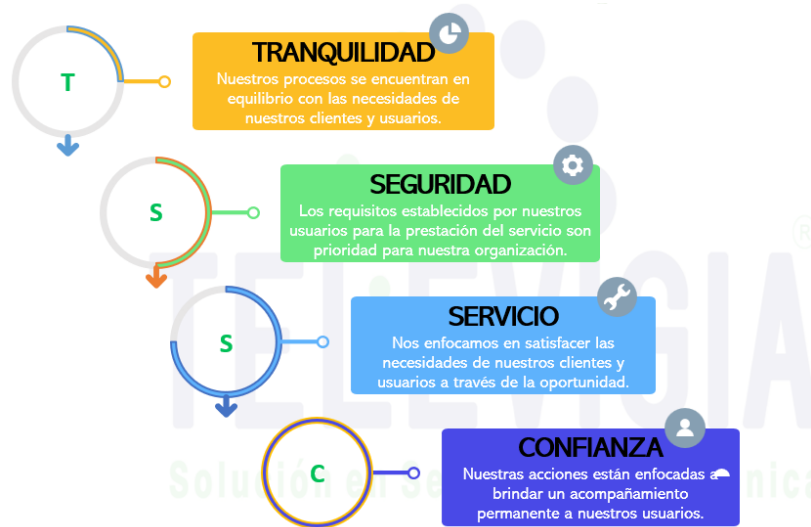 T
TRANQUILIDAD
Nuestros procesos se encuentran en
equilibrio con las necesidades de
nuestros clientes y usuarios.
S
SEGURIDAD
Los requisitos establecidos por nuestros
usuarios para la prestación del servicio son
prioridad para nuestra organización.
S
SERVICIO
Nos enfocamos en satisfacer las
necesidades de nuestros clientes y
usuarios a través de la oportunidad.
C
CONFIANZA
Nuestras acciones están enfocadas a
brindar un acompañamiento
permanente a nuestros usuarios.
TELEVIGIA ®
Solución en Se